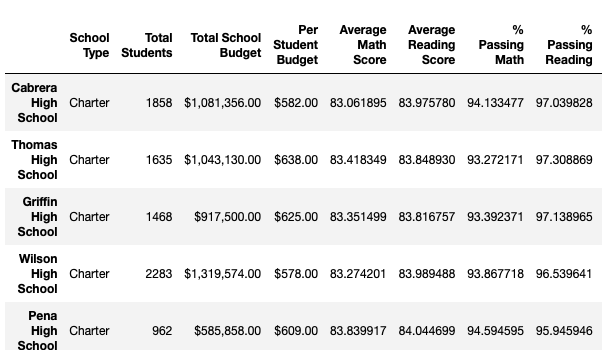 School Type Total Students Total School Budget Per Student Budget Average Math Score Average Reading Score % Passing Math % Passing Reading
Cabrera High School Charter 1858 $1,081,356.00 $582.00 83.061895 83.975780 94.133477 97.039828
Thomas High School Charter 1635 $1,043,130.00 $638.00 83.418349 83.848930 93.272171 97.308869
Griffin High School Charter 1468 $917,500.00 $625.00 83.351499 83.816757 93.392371 97.138965
Wilson High School Charter 2283 $1,319,574.00 $578.00 83.274201 83.989488 93.867718 96.539641
Pena High School Charter 962 $585,858.00 $609.00 83.839917 84.044699 94.594595 95.945946